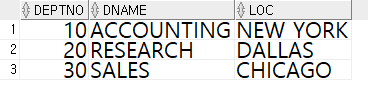 DEPTNO DNAME LOC
1 10 ACCOUNTING NEW YORK
2 20 RESEARCH DALLAS
3 30 SALES CHICAGO